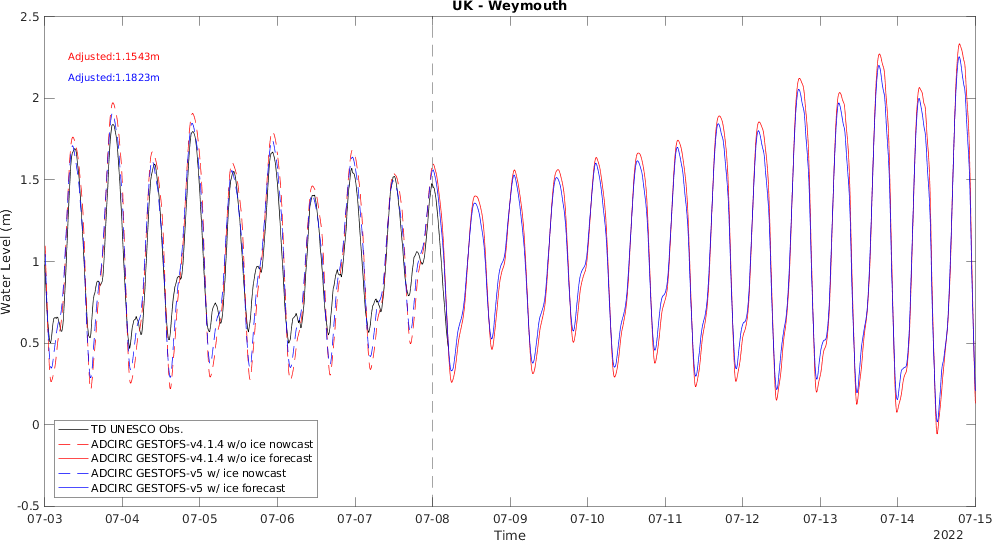 UK - Weymouth
2.5
2
1.5
1
0.5
0
-0.5
Water Level (m)
Adjusted:1.1543m
Adjusted:1.1823m
TD UNESCO Obs.
ADCIRC GESTOFS-v4.1.4 w/o ice nowcast
ADCIRC GESTOFS-v4.1.4 w/o ice forecast
ADCIRC GESTOFS-v5 w/ ice nowcast
ADCIRC GESTOFS-v5 w/ ice forecast
07-03 07-04 07-05 07-06 07-07 07-08 07-09 07-10 07-11 07-12 07-13 07-14 07-15
Time
2022